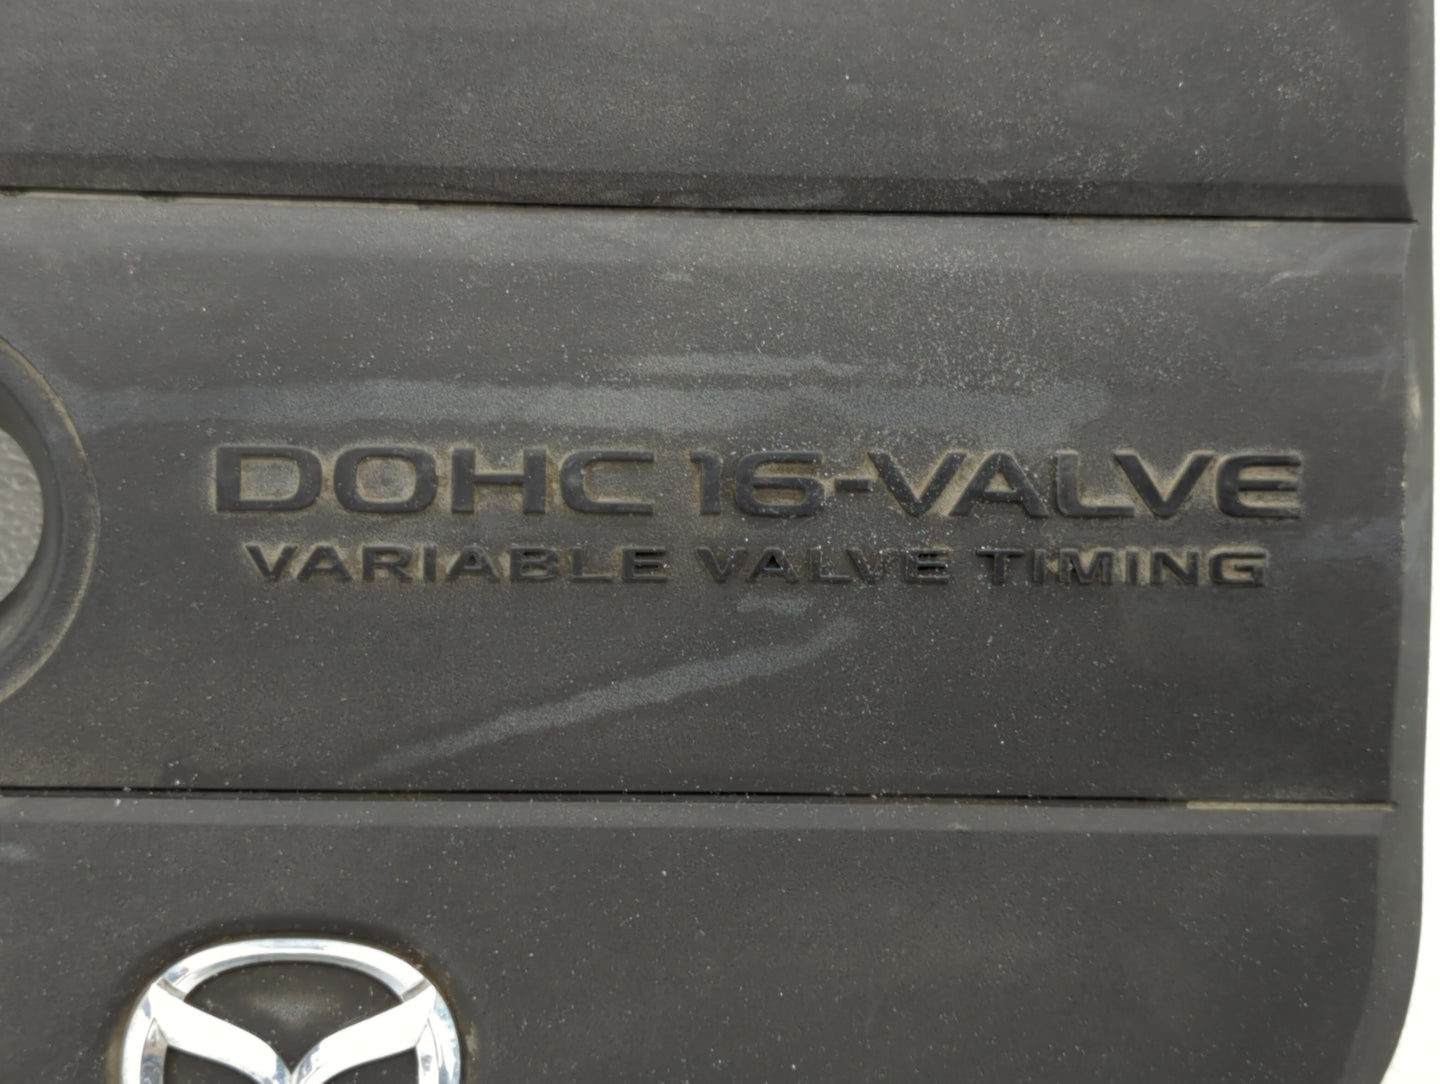 DOHC 16-VALVE
VARIABLE VALVE TIMING